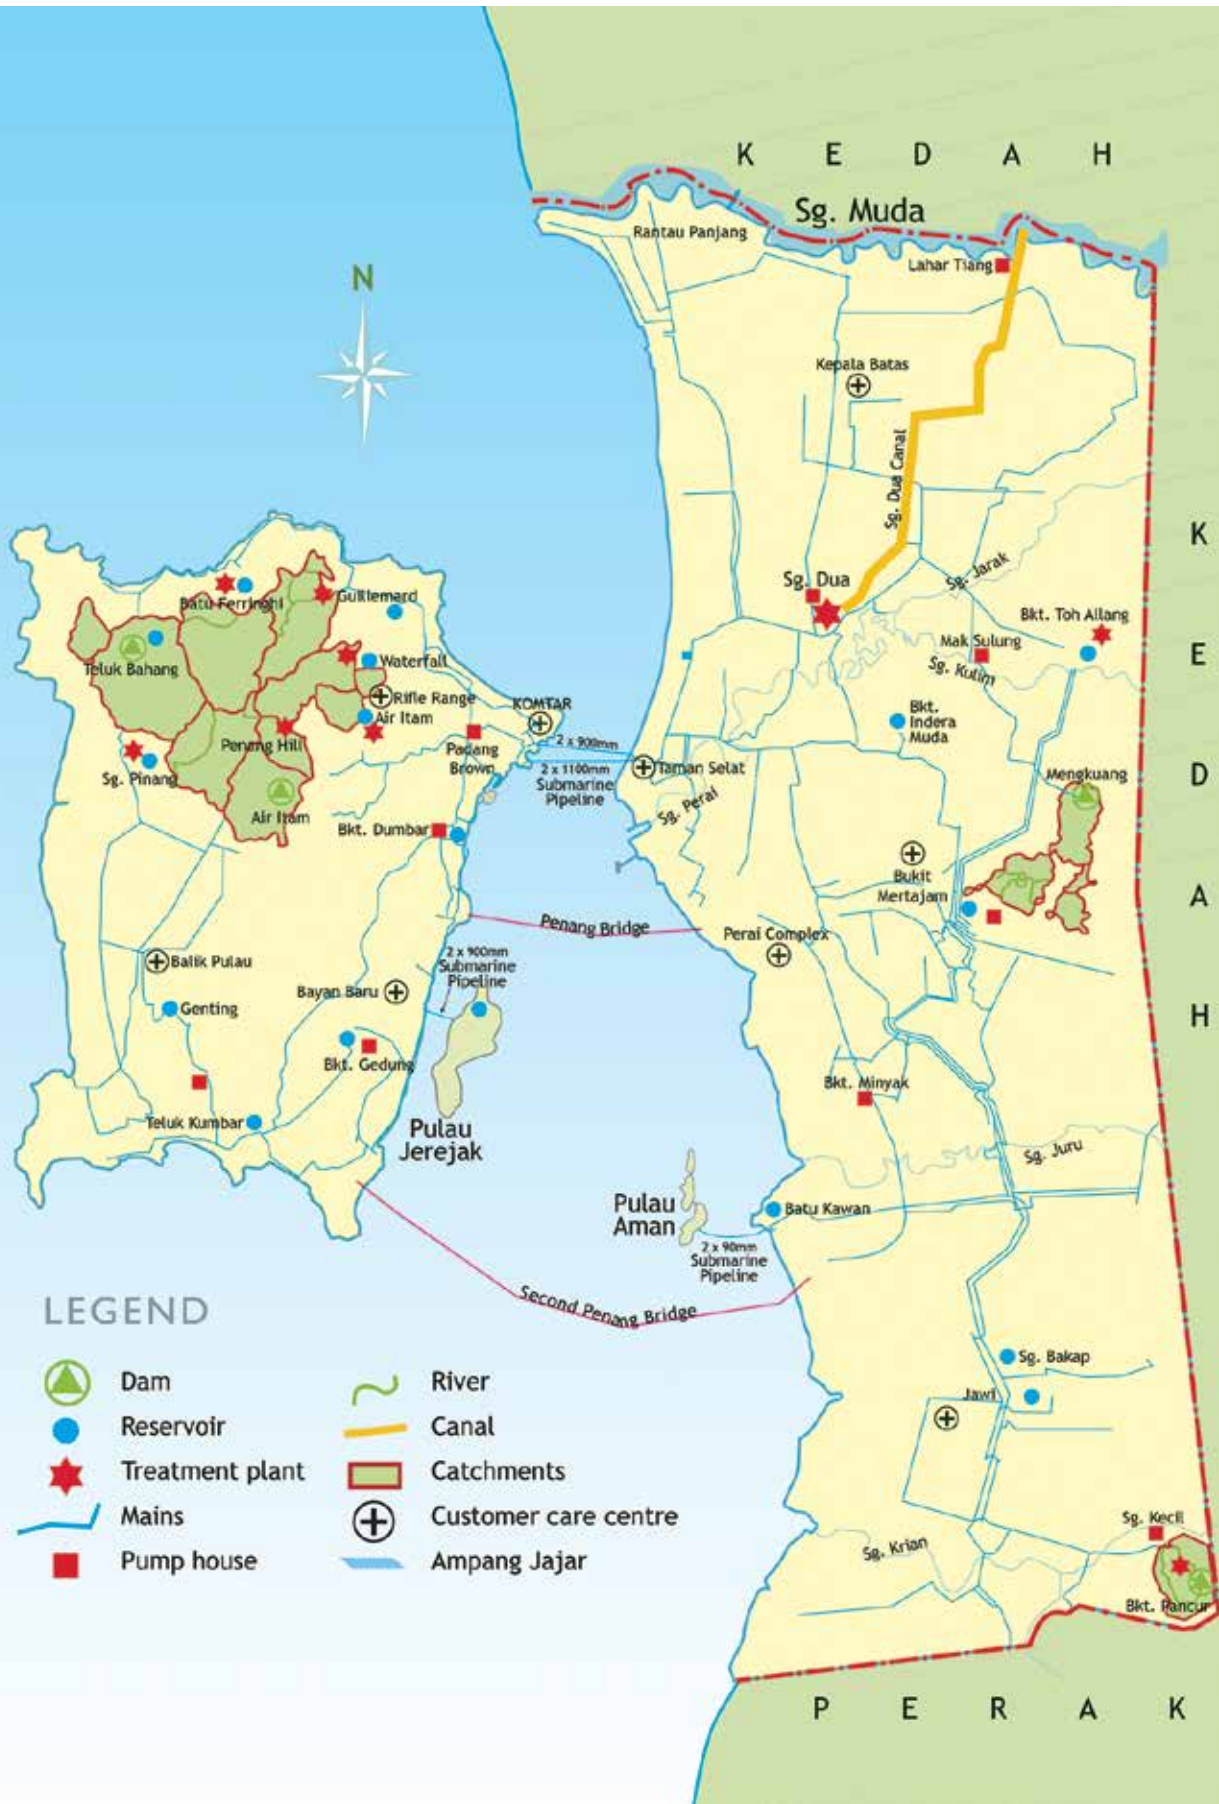 K E D A H
Sg. Muda
Rantau Panjang
Lahar Tiang
N
Kepala Batas
Sg. Dua Canal
K E D A H
Sg. Jarak
Sg. Dua
Bkt. Toh Allang
Mak Sulung
Sg. Kulim
Batu Ferringhi
Guillemard
Teluk Bahang
Waterfall
Rifle Range
KOMTAR
Air Itam
Bkt.
Indera
Muda
Penang Hill
Padang
Brown
2 x 900mm
2 x 1100mm
Submarine
Pipeline
Taman Selat
Sg. Pinang
Mengkuang
Sg. Perai
Air Itam
Bkt. Dumbar
Bukit
Mertajam
Penang Bridge
Perai Complex
2 x 900mm
Submarine
Pipeline
Balik Pulau
Bayan Baru
Genting
Bkt. Gedung
Bkt. Minyak
Teluk Kumbar
Pulau
Jerejak
Sg. Juru
Pulau
Aman
Batu Kawan
2 x 90mm
Submarine
Pipeline
Second Penang Bridge
Sg. Bakap
Jawi
Sg. Kecil
Sg. Krian
Bkt. Pancur
P E R A K
LEGEND
Dam
Reservoir
Treatment plant
Mains
Pump house
River
Canal
Catchments
Customer care centre
Ampang Jajar